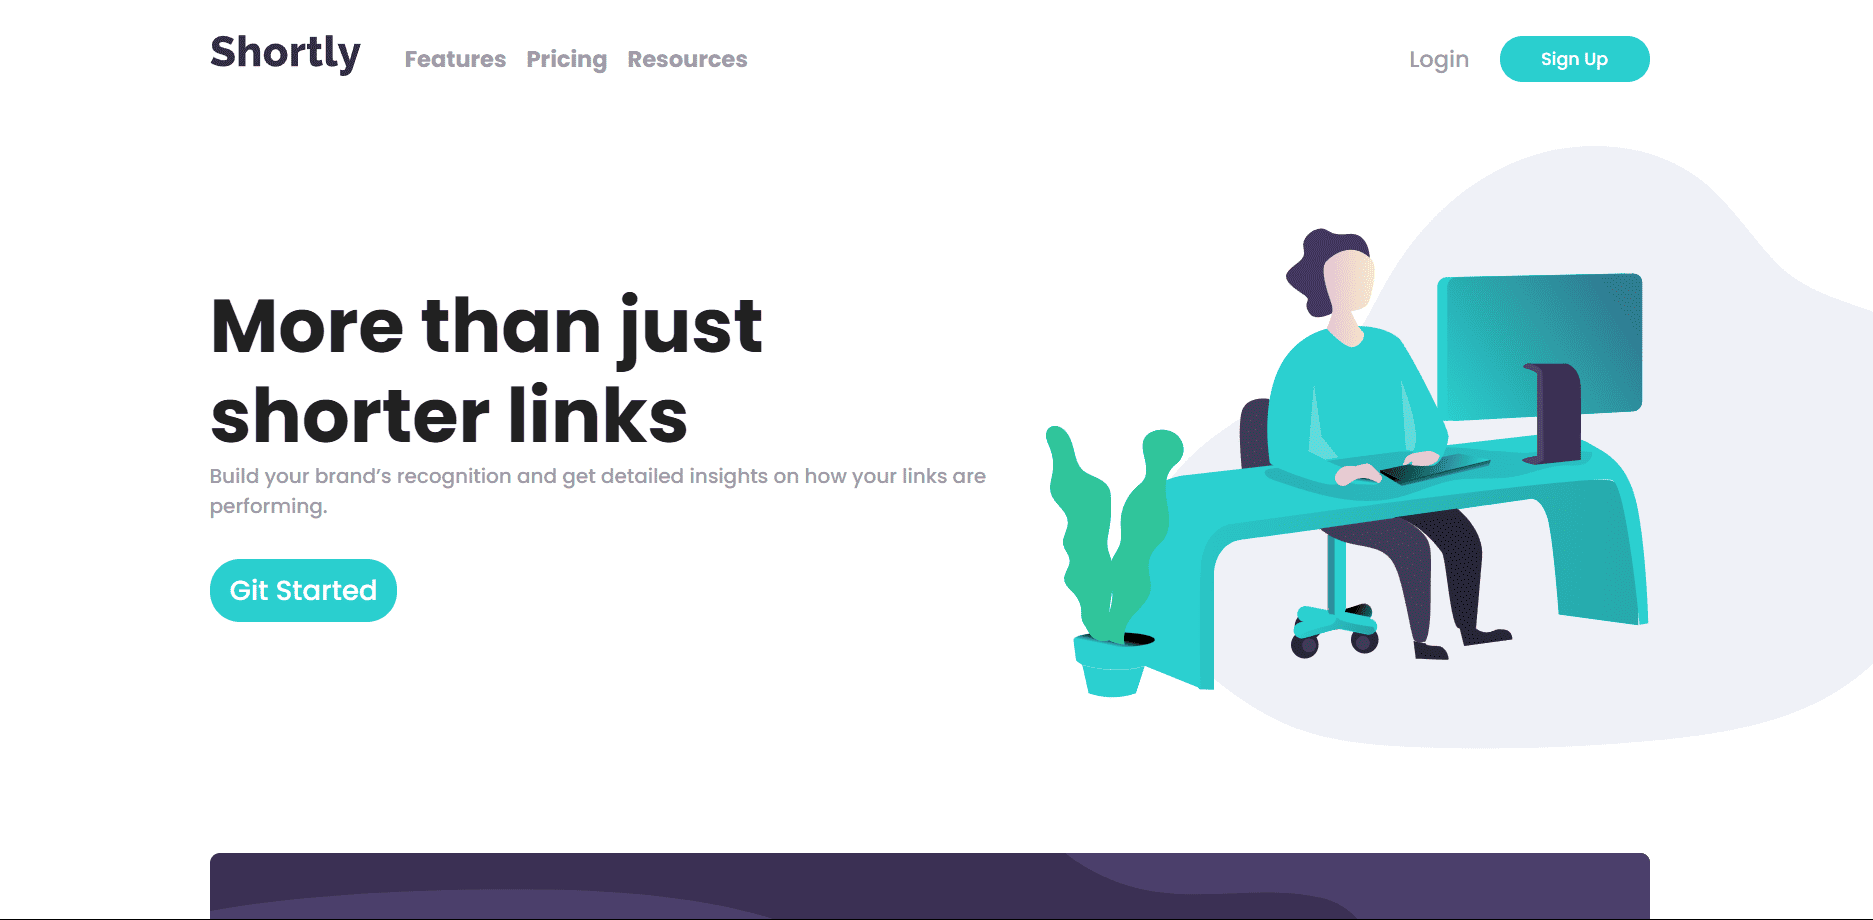 Shortly
Features Pricing Resources
Login
Sign Up
More than just
shorter links
Build your brand’s recognition and get detailed insights on how your links are
performing.
Git Started